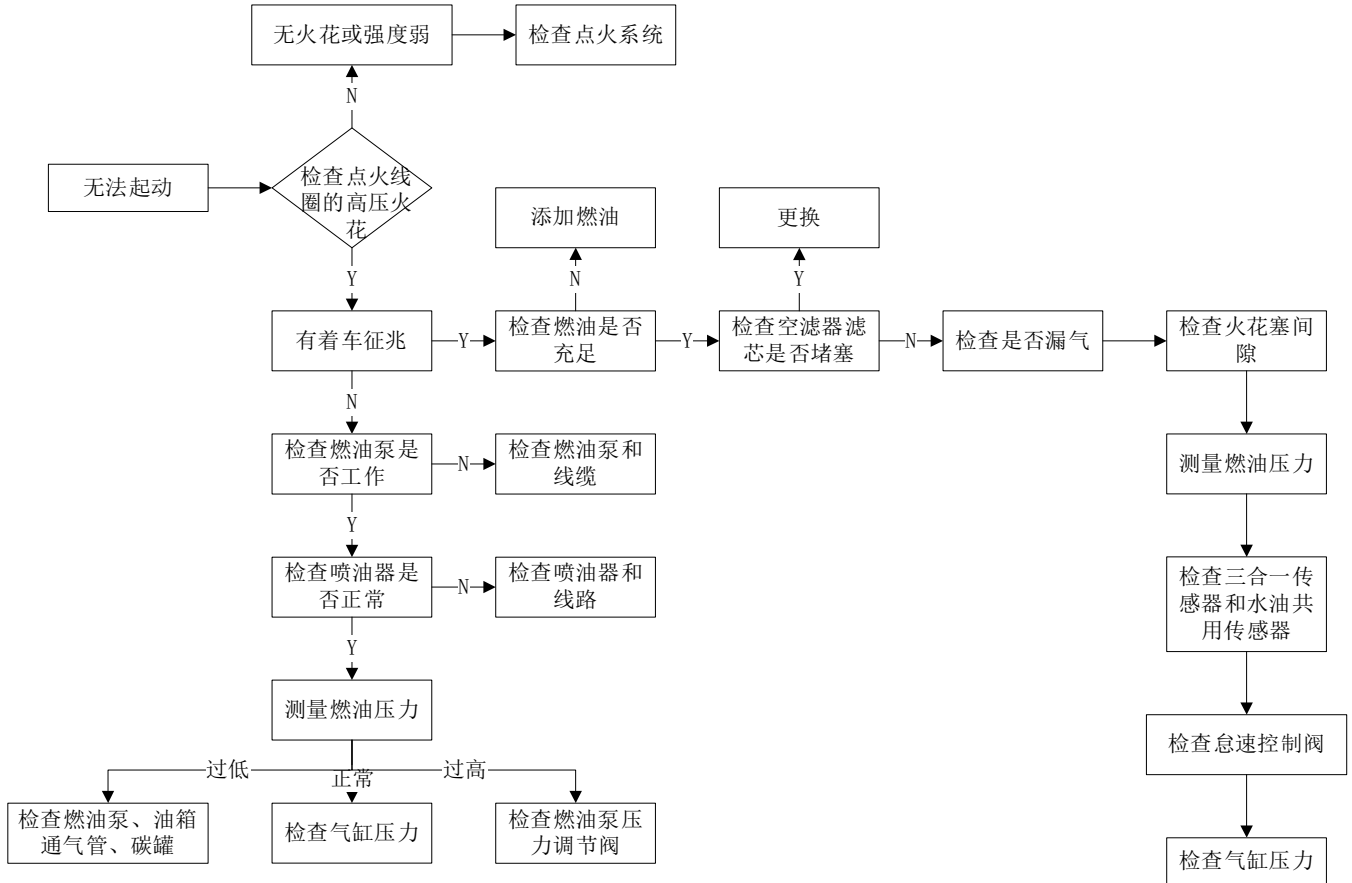 无火花或强度弱
检查点火系统
N
无法起动
检查点火线
圈的高压火
花
添加燃油
更换
Y
N
Y
有着车征兆
Y
检查燃油是否
充足
Y
检查空滤器滤
芯是否堵塞
N
检查是否漏气
检查火花塞间
隙
N
检查燃油泵是
否工作
N
检查燃油泵和
线缆
测量燃油压力
Y
检查喷油器是
否正常
N
检查喷油器和
线路
检查三合一传
感器和水油共
用传感器
Y
测量燃油压力
检查怠速控制阀
过低
正常
过高
检查燃油泵、油箱
通气管、碳罐
检查气缸压力
检查燃油泵压
力调节阀
检查气缸压力